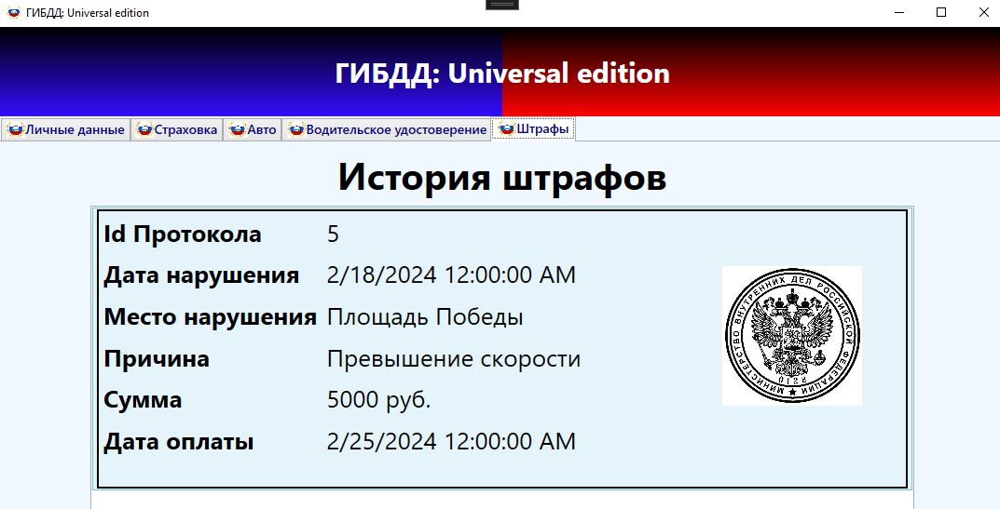 ГИБДД: Universal edition
ГИБДД: Universal edition
Личные данные Страховка Авто Водительское удостоверение Штрафы
История штрафов
Id Протокола 5
Дата нарушения 2/18/2024 12:00:00 AM
Место нарушения Площадь Победы
Причина Превышение скорости
Сумма 5000 руб.
Дата оплаты 2/25/2024 12:00:00 AM
МИНИСТЕРСТВО ВНУТРЕННИХ ДЕЛ РОССИЙСКОЙ ФЕДЕРАЦИИ